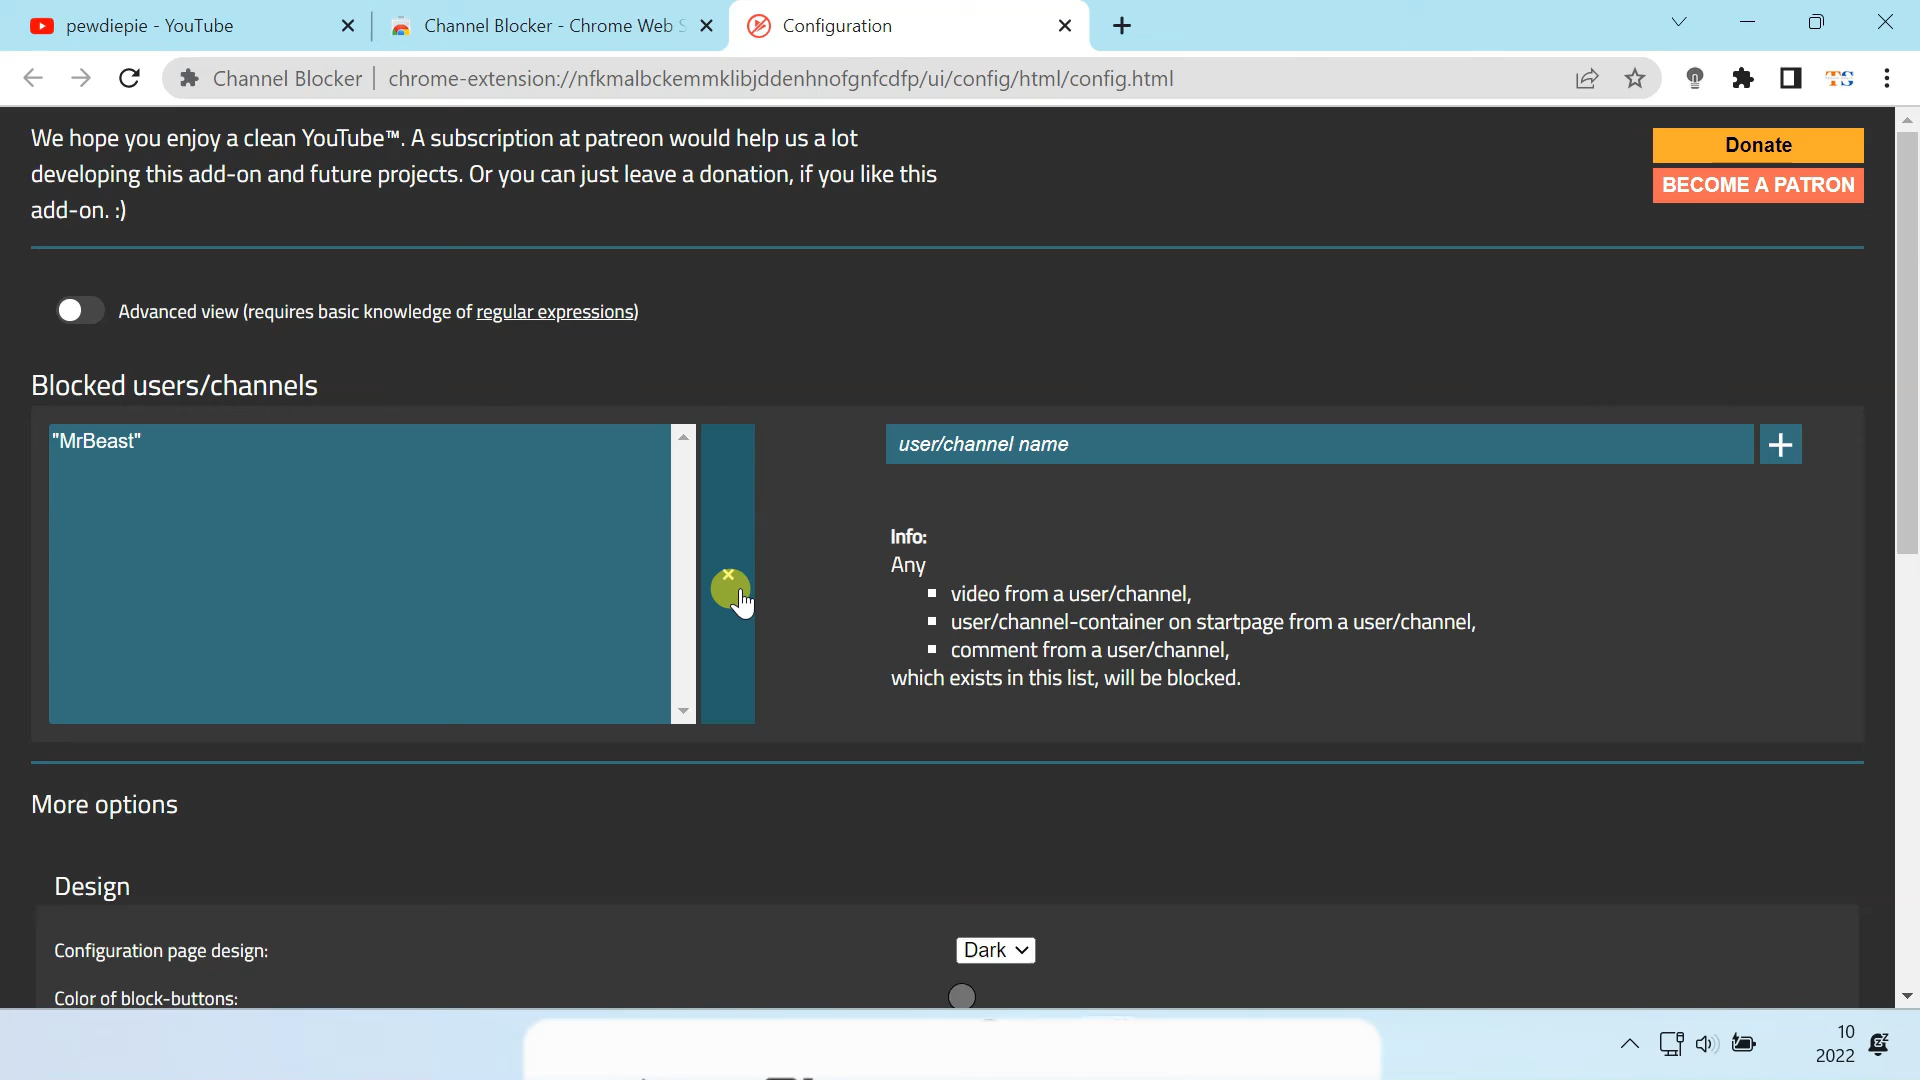 pewdiepie - YouTube
Channel Blocker - Chrome Web S
Configuration
Channel Blocker
chrome-extension://nfkmalbckemmklibjddenhnofgnfcdfp/ui/config/html/config.html
TS
We hope you enjoy a clean YouTube™. A subscription at patreon would help us a lot
developing this add-on and future projects. Or you can just leave a donation, if you like this
add-on. :)
Donate
BECOME A PATRON
Advanced view (requires basic knowledge of regular expressions)
Blocked users/channels
"MrBeast"
user/channel name
+
Info:
Any
▪ video from a user/channel,
▪ user/channel-container on startpage from a user/channel,
▪ comment from a user/channel,
which exists in this list, will be blocked.
More options
Design
Configuration page design:
Dark
Color of block-buttons:
10
2022